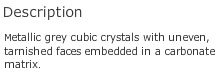 Description
Metallic grey cubic crystals with uneven,
tarnished faces embedded in a carbonate
matrix.